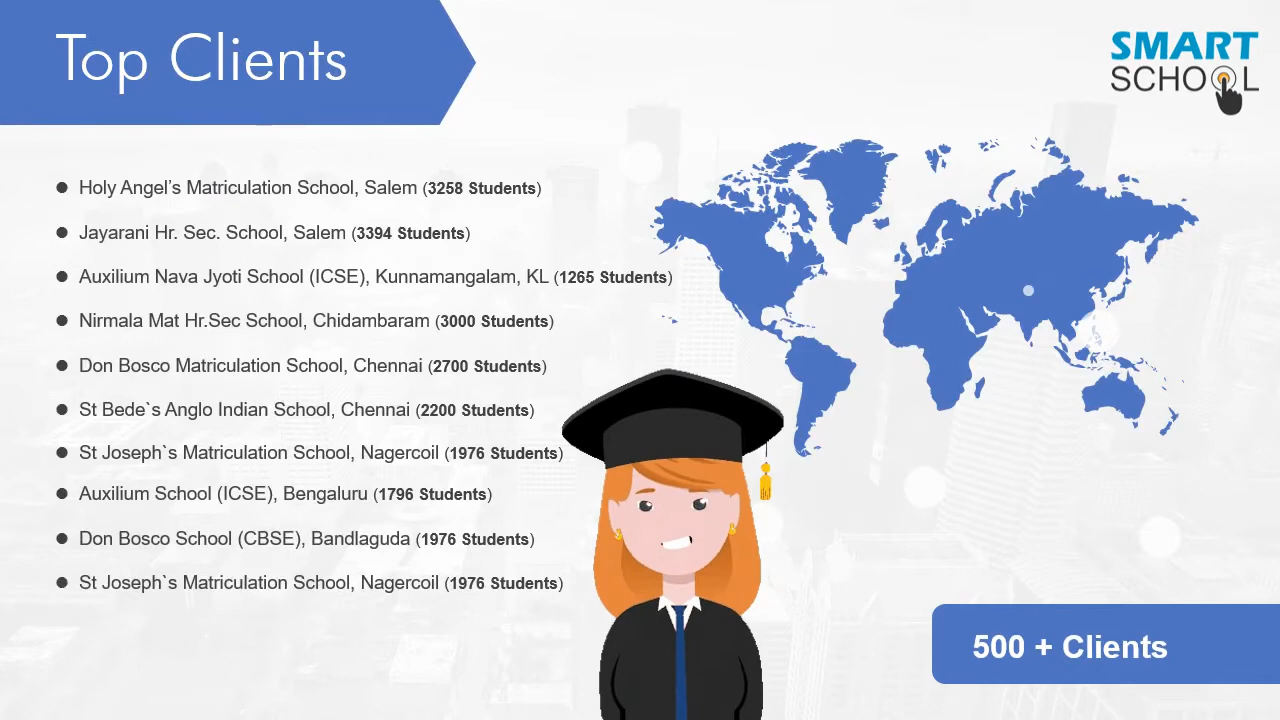 Top Clients
SMART
SCHOOL
Holy Angel’s Matriculation School, Salem (3258 Students)
Jayarani Hr. Sec. School, Salem (3394 Students)
Auxilium Nava Jyoti School (ICSE), Kunnamangalam, KL (1265 Students)
Nirmala Mat Hr.Sec School, Chidambaram (3000 Students)
Don Bosco Matriculation School, Chennai (2700 Students)
St Bede`s Anglo Indian School, Chennai (2200 Students)
St Joseph`s Matriculation School, Nagercoil (1976 Students)
Auxilium School (ICSE), Bengaluru (1796 Students)
Don Bosco School (CBSE), Bandlaguda (1976 Students)
St Joseph`s Matriculation School, Nagercoil (1976 Students)
500 + Clients